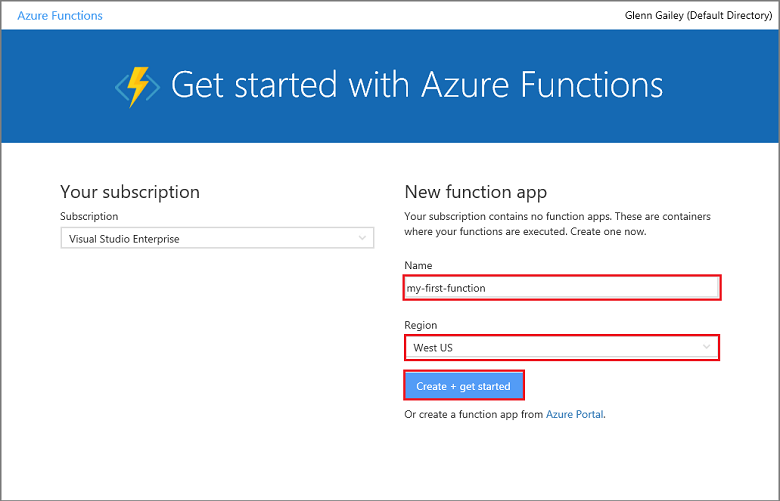 Azure Functions
Glenn Gailey (Default Directory)
Get started with Azure Functions
Your subscription
Subscription
Visual Studio Enterprise
New function app
Your subscription contains no function apps. These are containers
where your functions are executed. Create one now.
Name
my-first-function
Region
West US
Create + get started
Or create a function app from Azure Portal.